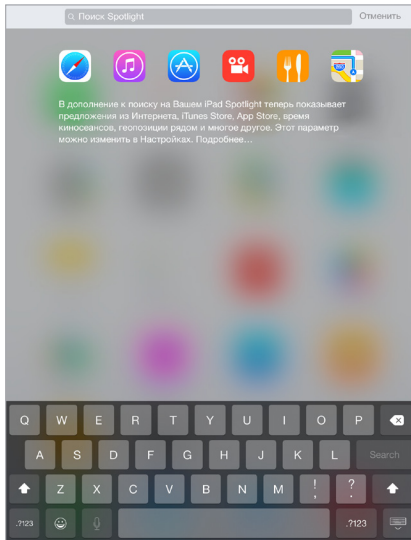 Поиск Spotlight
Отменить
В дополнение к поиску на Вашем iPad Spotlight теперь показывает
предложения из Интернета, iTunes Store, App Store, время
киносеансов, геопозиции рядом и многое другое. Этот параметр
можно изменить в Настройках. Подробнее...
Q W E R T Y U I O P
A S D F G H J K L Search
Z X C V B N M ! , ? .
.?123 .?123